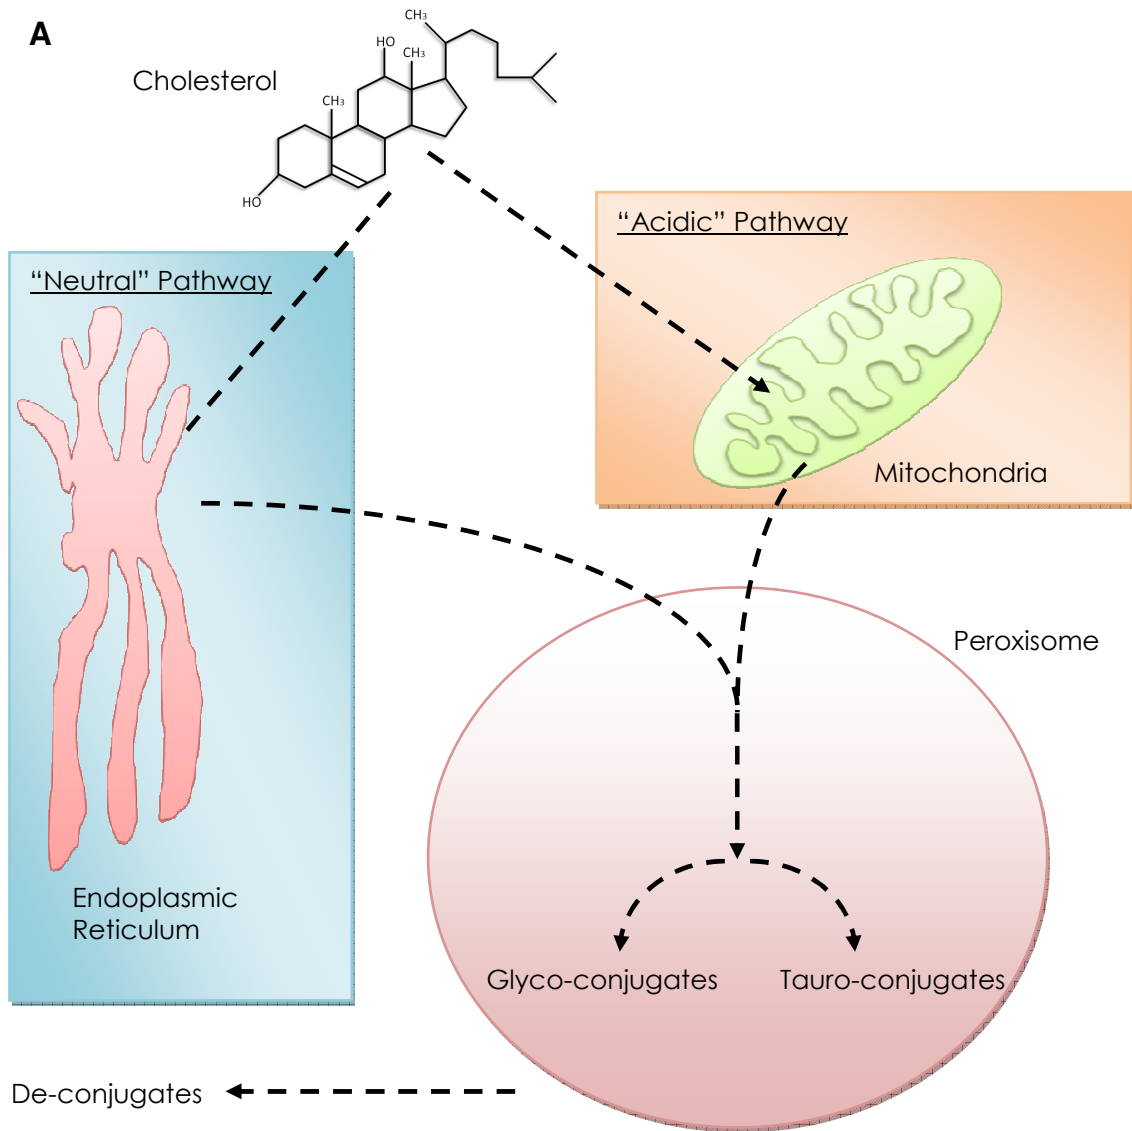 A
Cholesterol
CH₃
HO
CH₃
CH₃
HO
“Acidic” Pathway
Mitochondria
“Neutral” Pathway
Endoplasmic
Reticulum
Peroxisome
Glyco-conjugates
Tauro-conjugates
De-conjugates